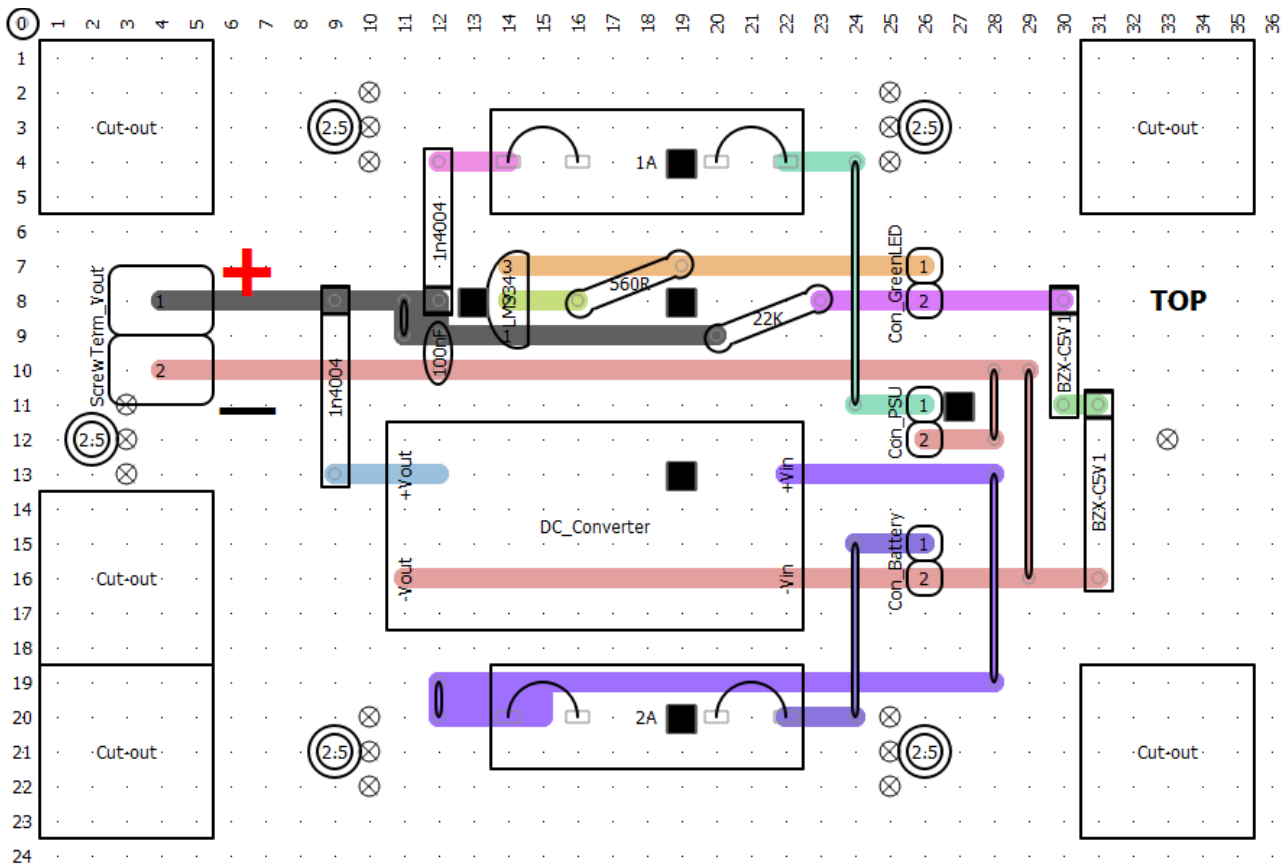 0 1 2 3 4 5 6 7 8 9 10 11 12 13 14 15 16 17 18 19 20 21 22 23 24 25 26 27 28 29 30 31 32 33 34 35 36
1
2
3
4
5
6
7
8
9
10
11
12
13
14
15
16
17
18
19
20
21
22
23
24
Cut-out
2:5
1A
2:5
Cut-out
1n4004
ScrewTerm_Vout
1
2
+
−
1n4004
100nF
LM334
3
1
560R
22K
Con_GreenLED
1
2
BZX-C5V1
TOP
Con_PSU
1
2
BZX-C5V1
2:5
+Vout
-Vout
DC_Converter
+Vin
-Vin
Con_Battery
1
2
Cut-out
Cut-out
2:5
2A
2:5
Cut-out